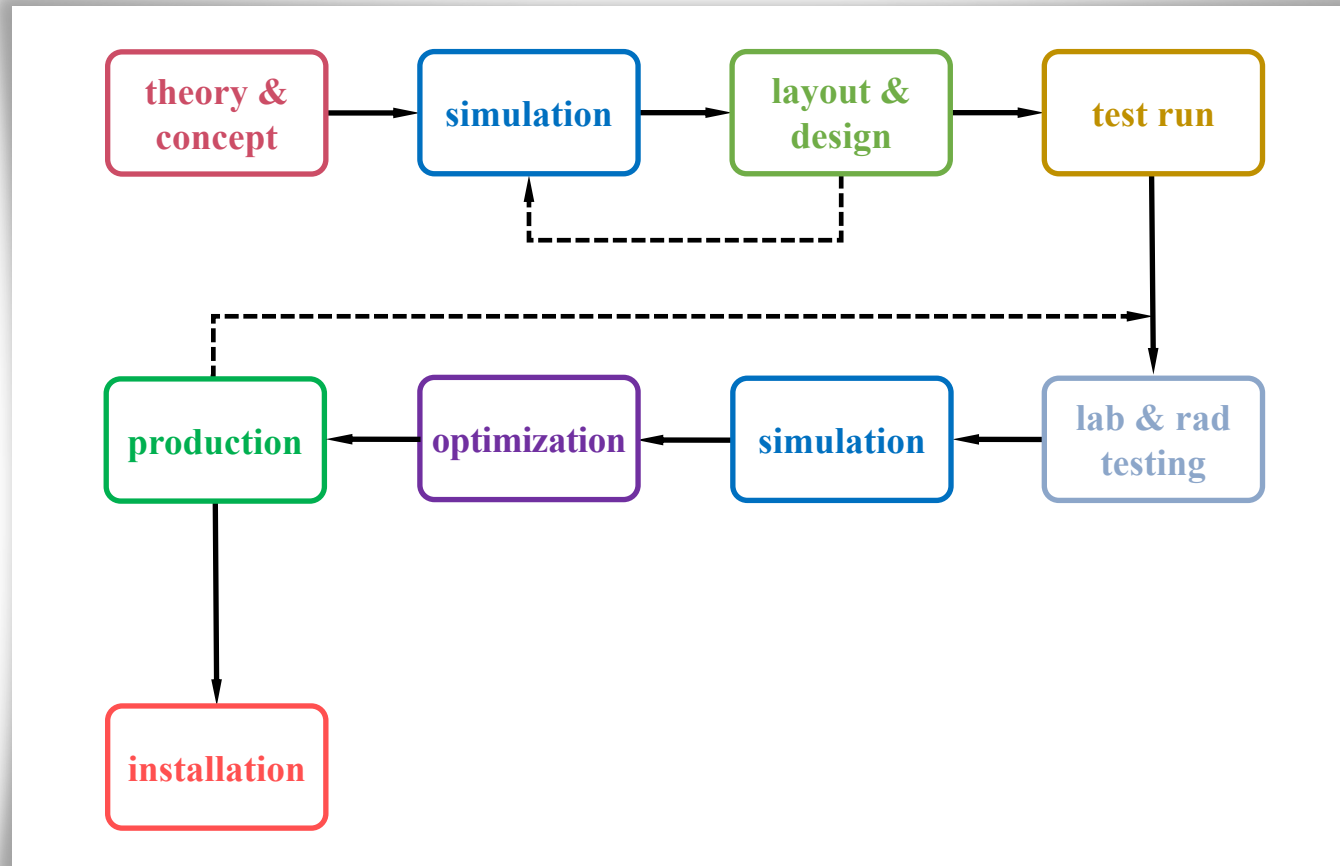 theory &
concept
simulation
layout &
design
test run
production
optimization
simulation
lab & rad
testing
installation